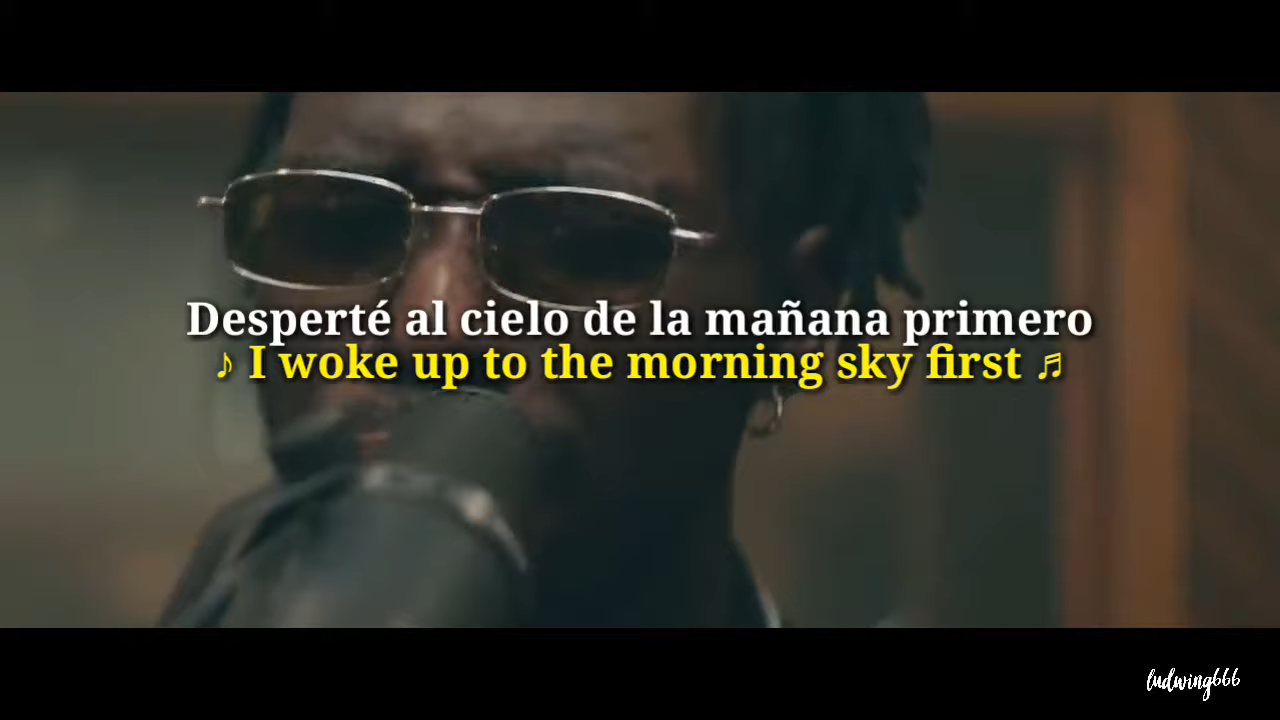 Desperté al cielo de la mañana primero
♪ I woke up to the morning sky first ♬
ludwing666